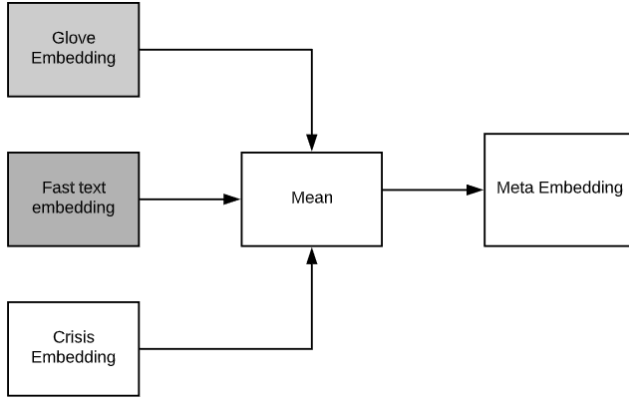 Glove
Embedding
Fast text
embedding
Mean
Meta Embedding
Crisis
Embedding